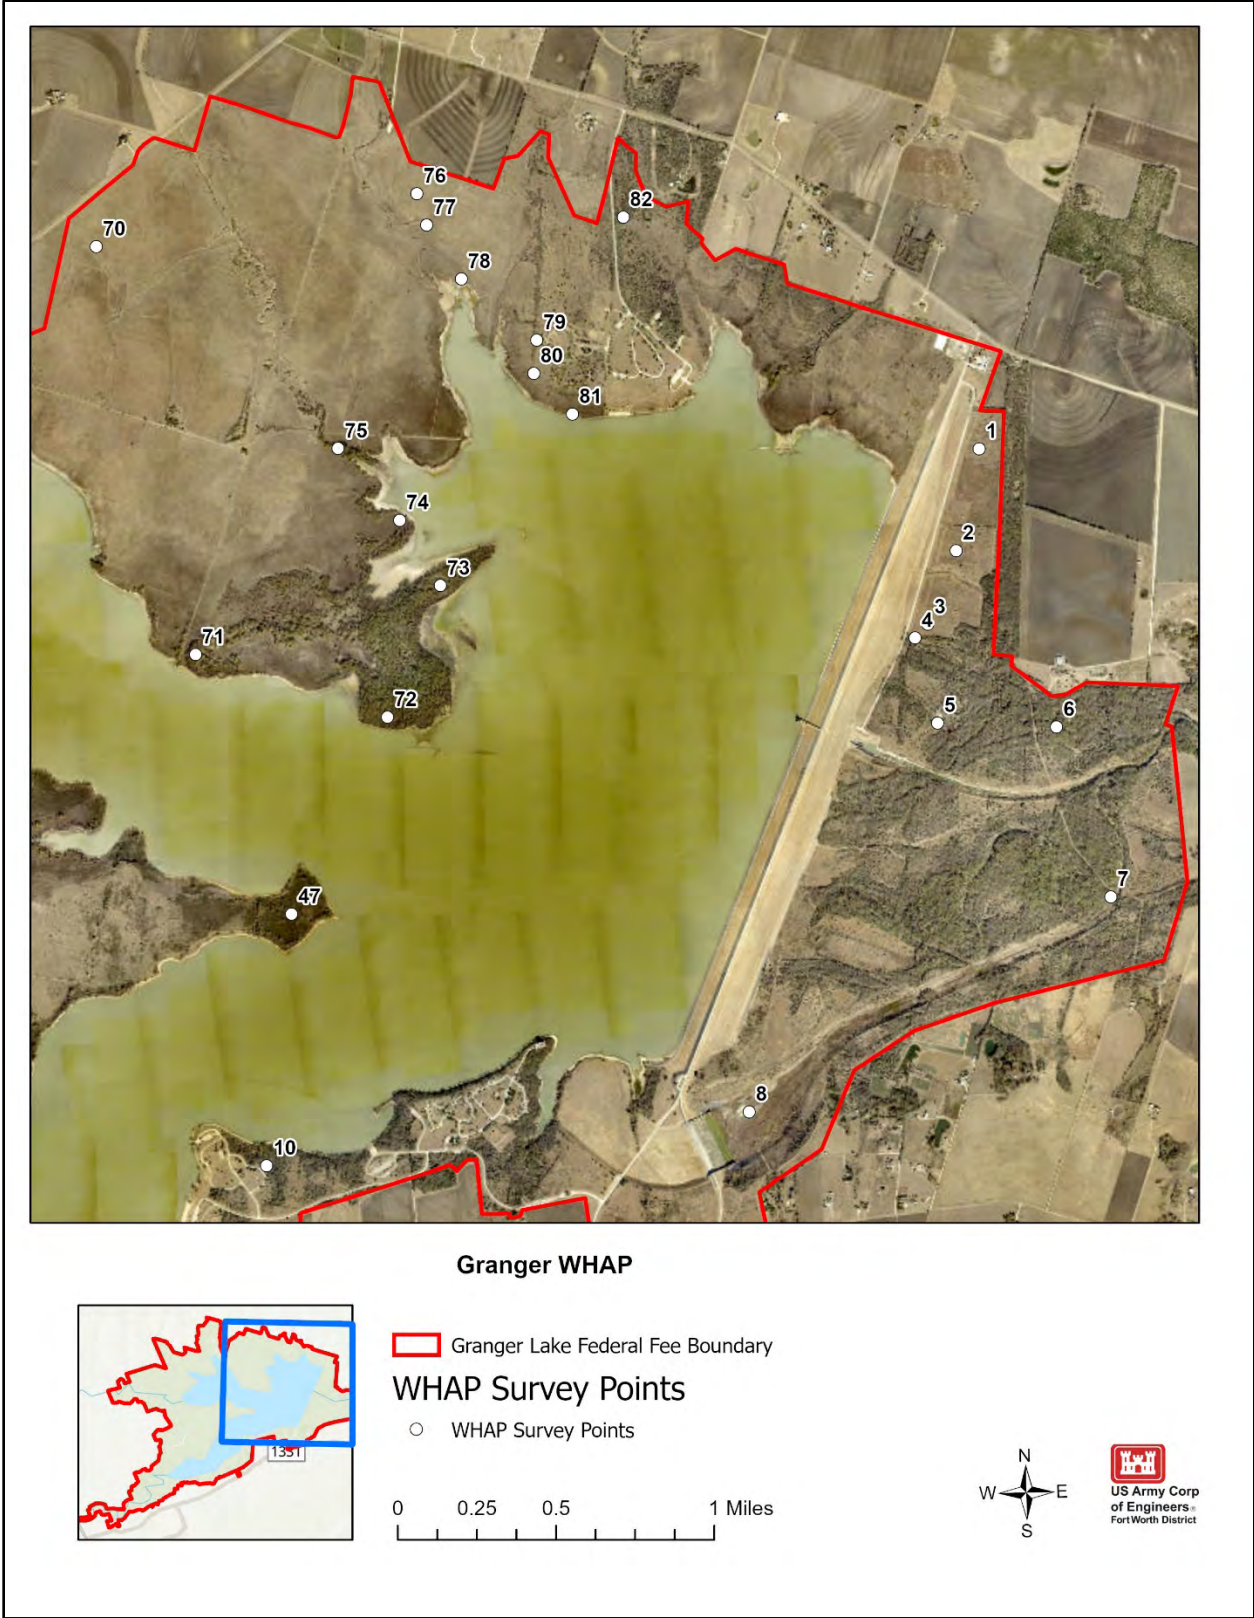 76
82
77
70
78
79
80
81
1
75
74
2
73
3
4
71
72
5
6
47
7
8
10
Granger WHAP
Granger Lake Federal Fee Boundary
WHAP Survey Points
WHAP Survey Points
1331
0 0.25 0.5 1 Miles
N
W E
S
US Army Corp
of Engineers®
Fort Worth District